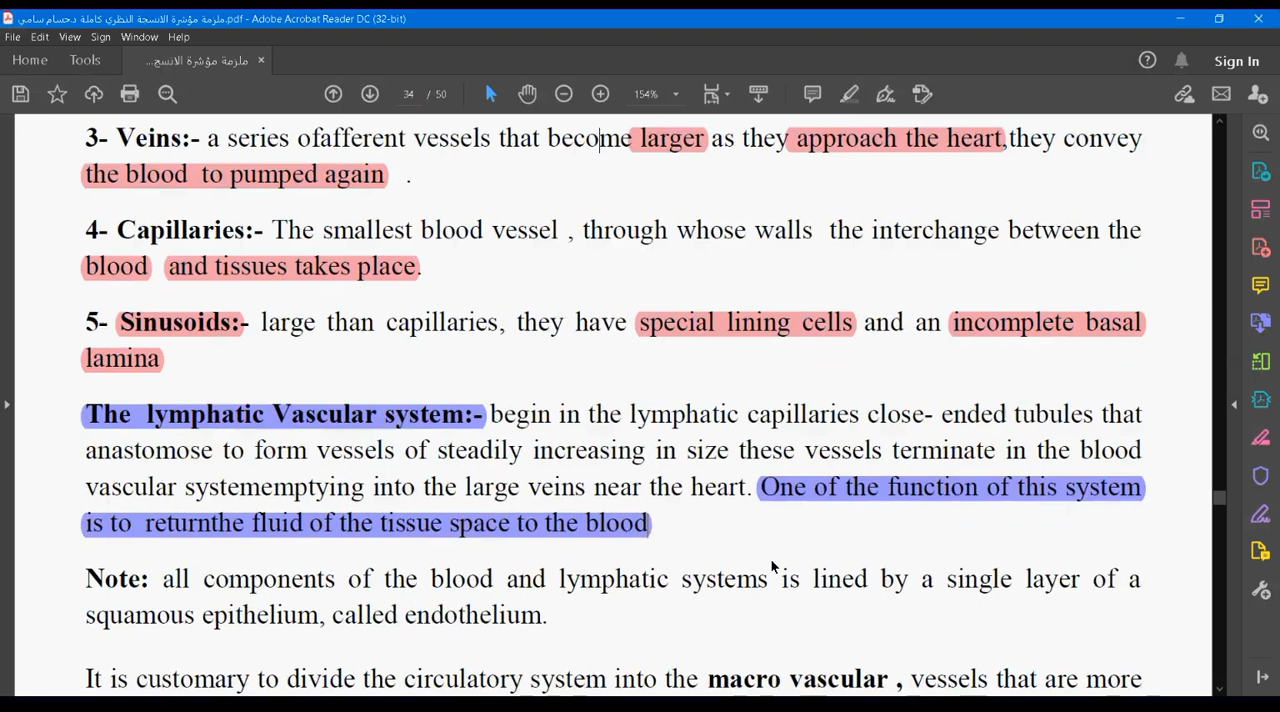 ملزمة مؤشرة الانسجة النظري كاملة د.حسام سامي.pdf - Adobe Acrobat Reader DC (32-bit)
File Edit View Sign Window Help
Home Tools ملزمة مؤشرة الانسج... × Sign In
34 / 50 154%
3- Veins:- a series ofafferent vessels that become larger as they approach the heart,they convey
the blood to pumped again .
4- Capillaries:- The smallest blood vessel , through whose walls the interchange between the
blood and tissues takes place.
5- Sinusoids:- large than capillaries, they have special lining cells and an incomplete basal
lamina
The lymphatic Vascular system:- begin in the lymphatic capillaries close- ended tubules that
anastomose to form vessels of steadily increasing in size these vessels terminate in the blood
vascular systememptying into the large veins near the heart. One of the function of this system
is to returnthe fluid of the tissue space to the blood
Note: all components of the blood and lymphatic systems is lined by a single layer of a
squamous epithelium, called endothelium.
It is customary to divide the circulatory system into the macro vascular , vessels that are more